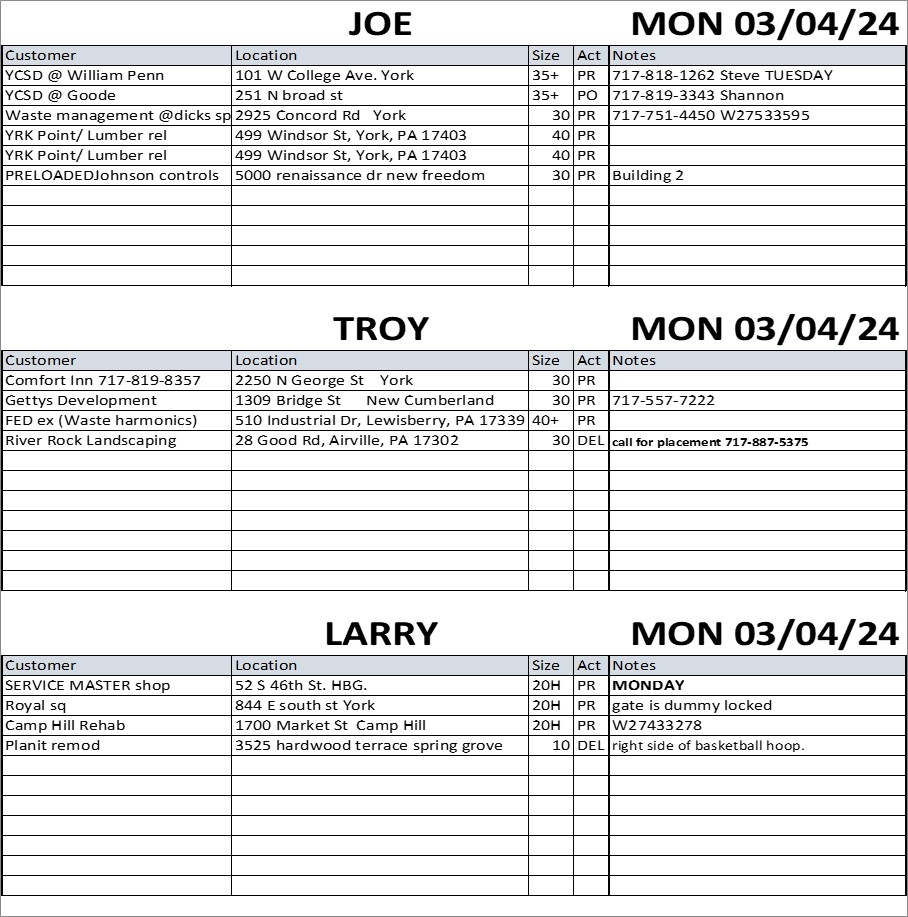 JOE MON 03/04/24
Customer Location Size Act Notes
YCSD @ William Penn 101 W College Ave. York 35+ PR 717-818-1262 Steve TUESDAY
YCSD @ Goode 251 N broad st 35+ PO 717-819-3343 Shannon
Waste management @dicks sp 2925 Concord Rd York 30 PR 717-751-4450 W27533595
YRK Point/ Lumber rel 499 Windsor St, York, PA 17403 40 PR
YRK Point/ Lumber rel 499 Windsor St, York, PA 17403 40 PR
PRELOADEDJohnson controls 5000 renaissance dr new freedom 30 PR Building 2
TROY MON 03/04/24
Customer Location Size Act Notes
Comfort Inn 717-819-8357 2250 N George St York 30 PR
Gettys Development 1309 Bridge St New Cumberland 30 PR 717-557-7222
FED ex (Waste harmonics) 510 Industrial Dr, Lewisberry, PA 17339 40+ PR
River Rock Landscaping 28 Good Rd, Airville, PA 17302 30 DEL call for placement 717-887-5375
LARRY MON 03/04/24
Customer Location Size Act Notes
SERVICE MASTER shop 52 S 46th St. HBG. 20H PR MONDAY
Royal sq 844 E south st York 20H PR gate is dummy locked
Camp Hill Rehab 1700 Market St Camp Hill 20H PR W27433278
Planit remod 3525 hardwood terrace spring grove 10 DEL right side of basketball hoop.